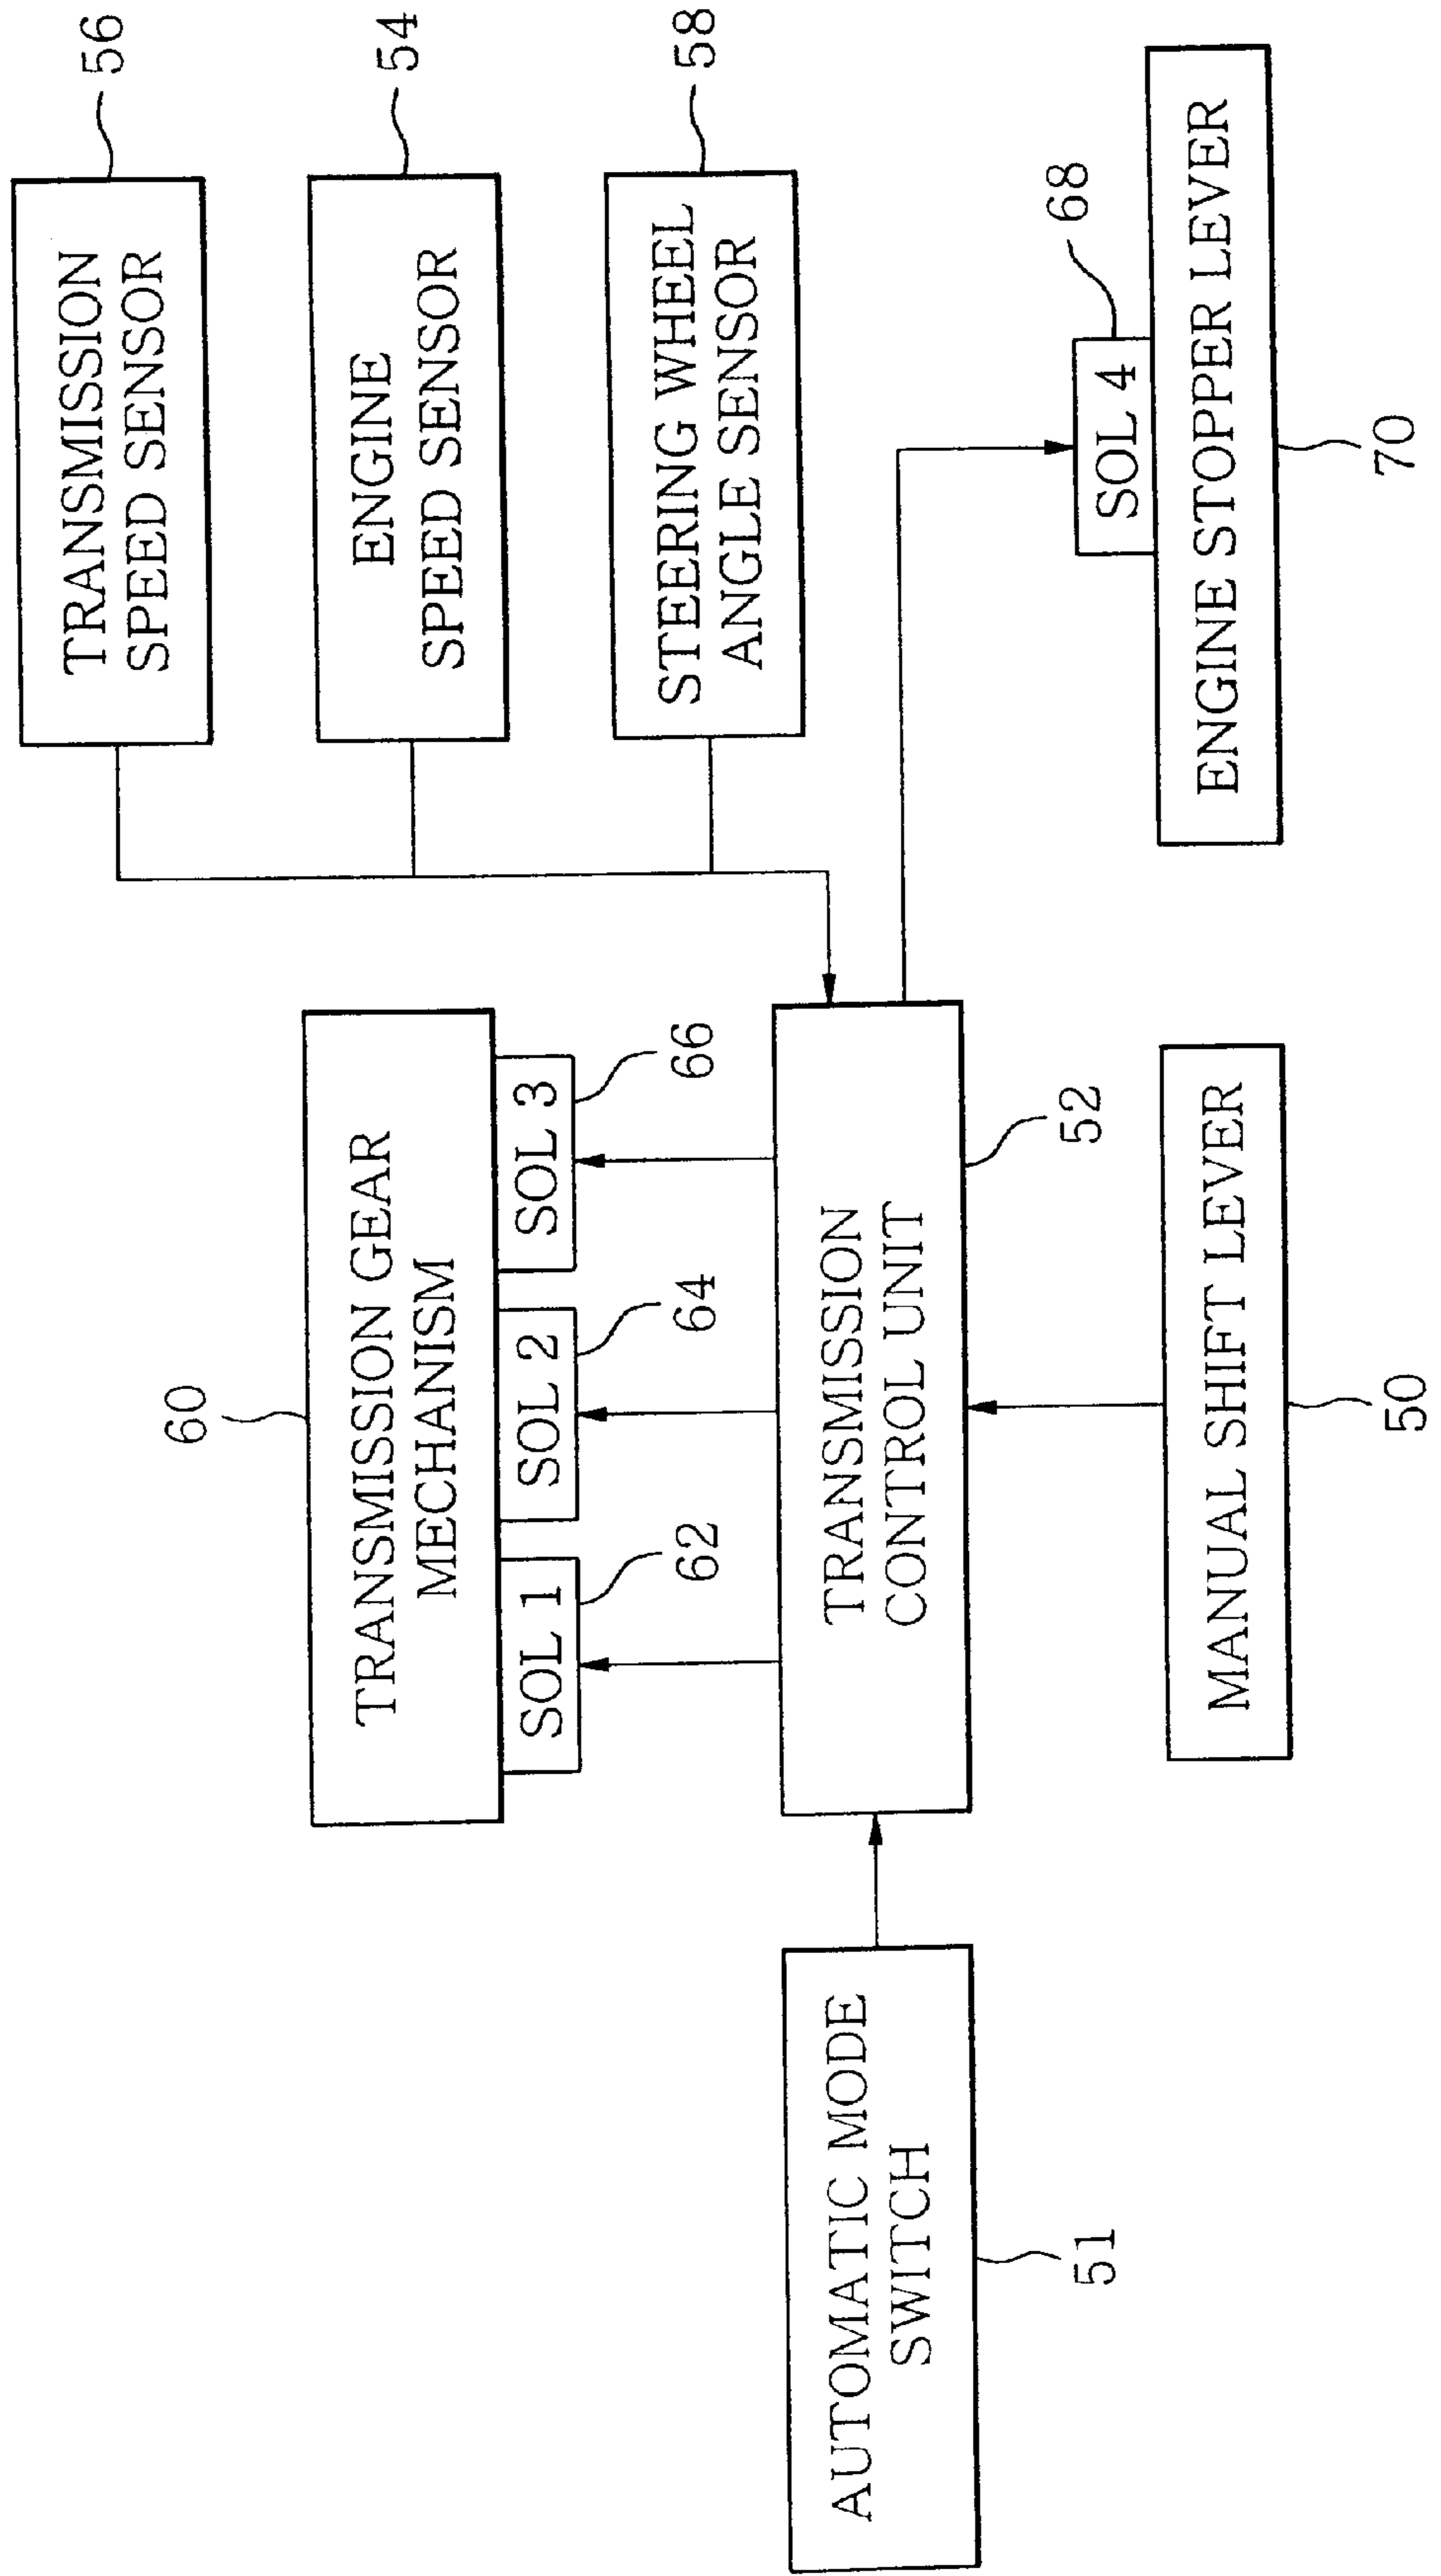 56
TRANSMISSION
SPEED SENSOR
54
ENGINE
SPEED SENSOR
58
STEERING WHEEL
ANGLE SENSOR
60
TRANSMISSION GEAR
MECHANISM
SOL 1
SOL 2
SOL 3
62
64
66
AUTOMATIC MODE
SWITCH
51
TRANSMISSION
CONTROL UNIT
52
68
SOL 4
ENGINE STOPPER LEVER
70
MANUAL SHIFT LEVER
50